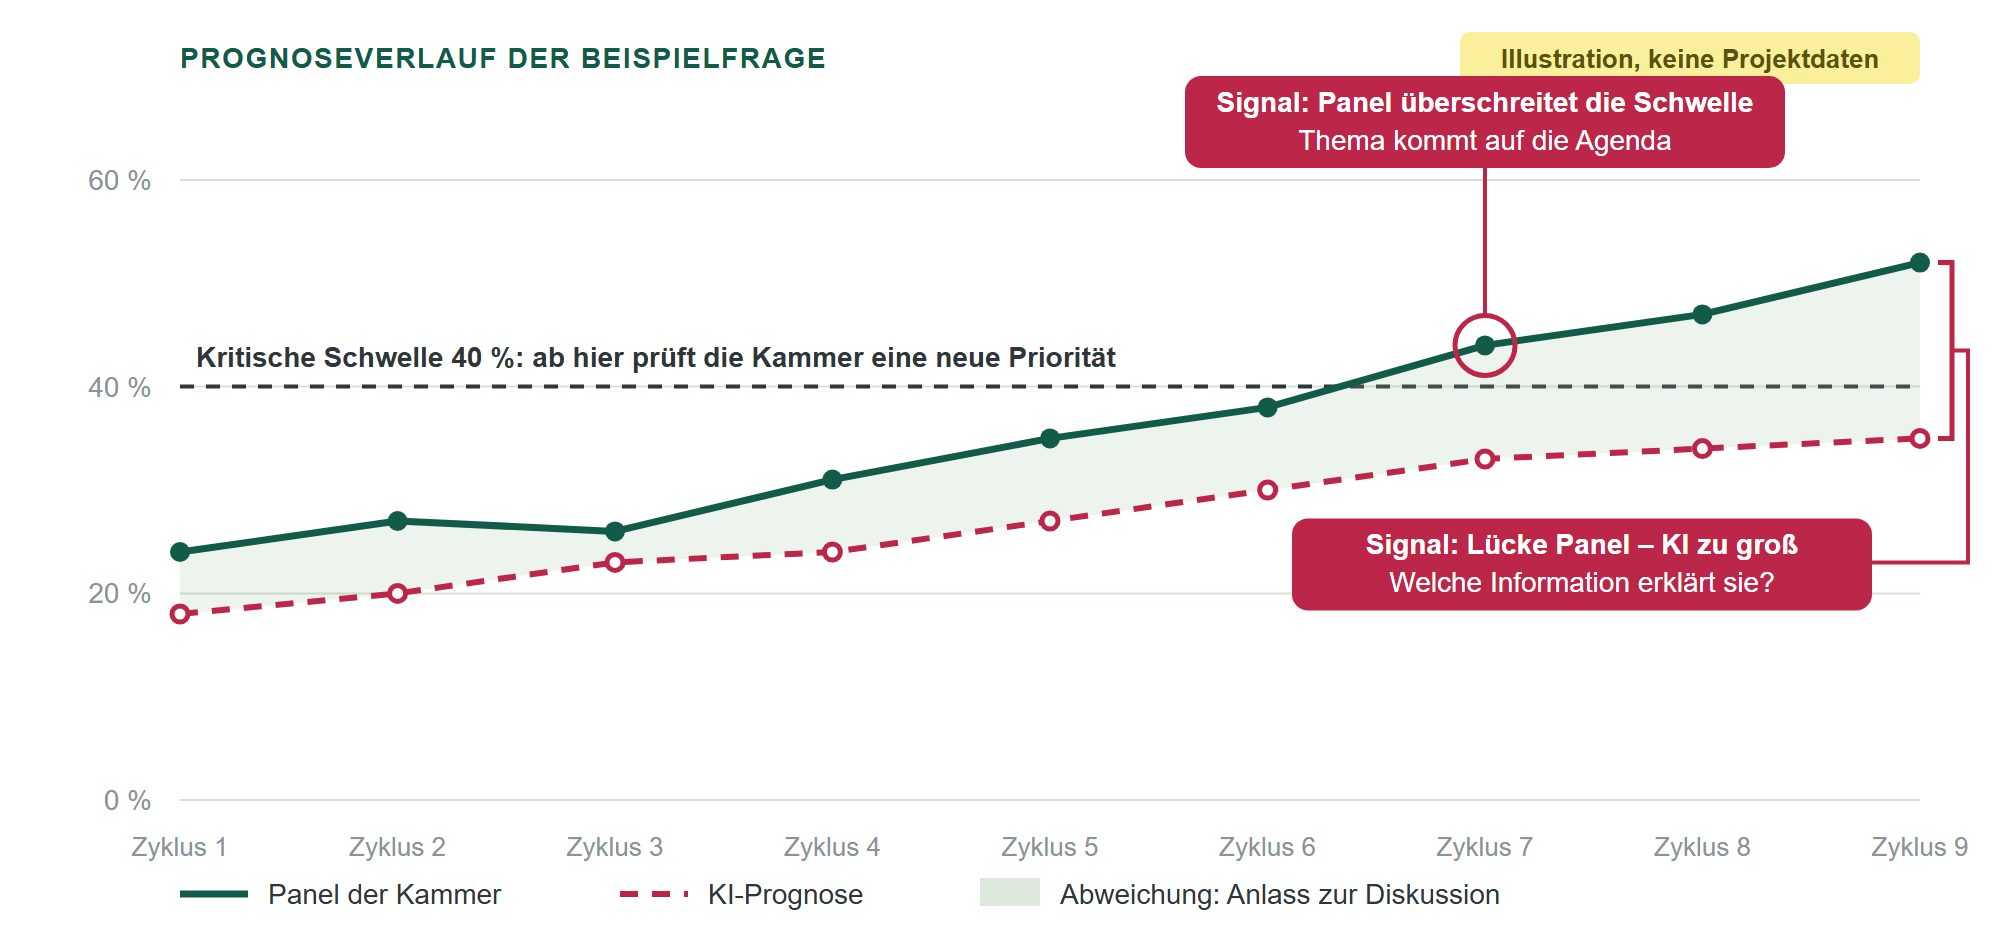 PROGNOSEVERLAUF DER BEISPIELFRAGE
Illustration, keine Projektdaten
Signal: Panel überschreitet die Schwelle
Thema kommt auf die Agenda
60 %
Kritische Schwelle 40 %: ab hier prüft die Kammer eine neue Priorität
40 %
Signal: Lücke Panel – KI zu groß
Welche Information erklärt sie?
20 %
0 %
Zyklus 1
Zyklus 2
Zyklus 3
Zyklus 4
Zyklus 5
Zyklus 6
Zyklus 7
Zyklus 8
Zyklus 9
Panel der Kammer
KI-Prognose
Abweichung: Anlass zur Diskussion